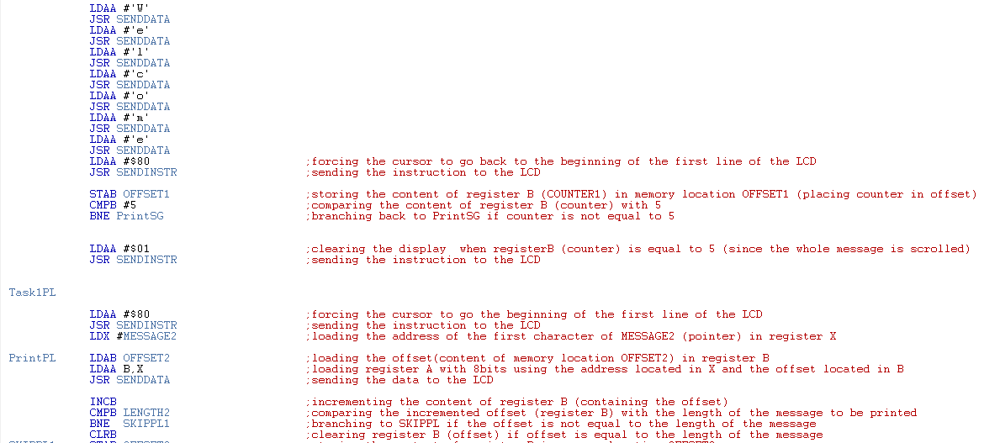 LDAA #'W'
JSR SENDDATA
LDAA #'e'
JSR SENDDATA
LDAA #'l'
JSR SENDDATA
LDAA #'c'
JSR SENDDATA
LDAA #'o'
JSR SENDDATA
LDAA #'m'
JSR SENDDATA
LDAA #'e'
JSR SENDDATA
LDAA #$80 ;forcing the cursor to go back to the beginning of the first line of the LCD
JSR SENDINSTR ;sending the instruction to the LCD
STAB OFFSET1 ;storing the content of register B (COUNTER1) in memory location OFFSET1 (placing counter in offset)
CMPB #5 ;comparing the content of register B (counter) with 5
BNE PrintSG ;branching back to PrintSG if counter is not equal to 5
LDAA #$01 ;clearing the display when registerB (counter) is equal to 5 (since the whole message is scrolled)
JSR SENDINSTR ;sending the instruction to the LCD
Task1PL
LDAA #$80 ;forcing the cursor to go the beginning of the first line of the LCD
JSR SENDINSTR ;sending the instruction to the LCD
LDX #MESSAGE2 ;loading the address of the first character of MESSAGE2 (pointer) in register X
PrintPL LDAB OFFSET2 ;loading the offset(content of memory location OFFSET2) in register B
LDAA B,X ;loading register A with 8bits using the address located in X and the offset located in B
JSR SENDDATA ;sending the data to the LCD
INCB ;incrementing the content of register B (containing the offset)
CMPB LENGTH2 ;comparing the incremented offset (register B) with the length of the message to be printed
BNE SKIPPL1 ;branching to SKIPPL if the offset is not equal to the length of the message
CLRB ;clearing register B (offset) if offset is equal to the length of the message